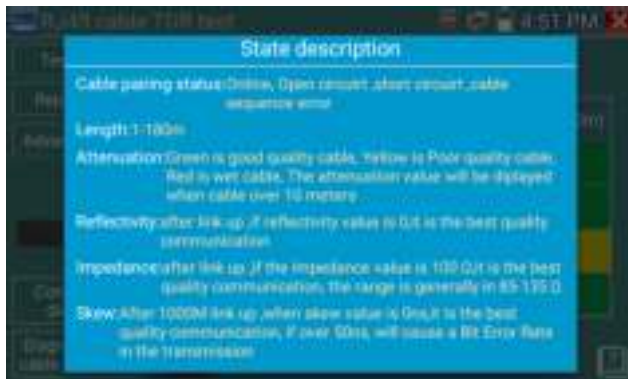 RJ45 cable TDR test
4:51 PM
State description
Cable pairing status:Online, Open circuit ,short circuit ,cable
sequence error
Length:1-180m
Attenuation:Green is good quality cable, Yellow is Poor quality cable,
Red is wet cable, The attenuation value will be diplayed
when cable over 10 meters
Reflectivity:after link up ,if reflectivity value is 0,it is the best quality
communication
Impedance:after link up ,if the impedance value is 100 Ω,it is the best
quality communication, the range is generally in 85-135 Ω
Skew:After 1000M link up ,when skew value is 0ns,it is the best
quality communication, if over 50ns, will cause a Bit Error Rate
in the transmission